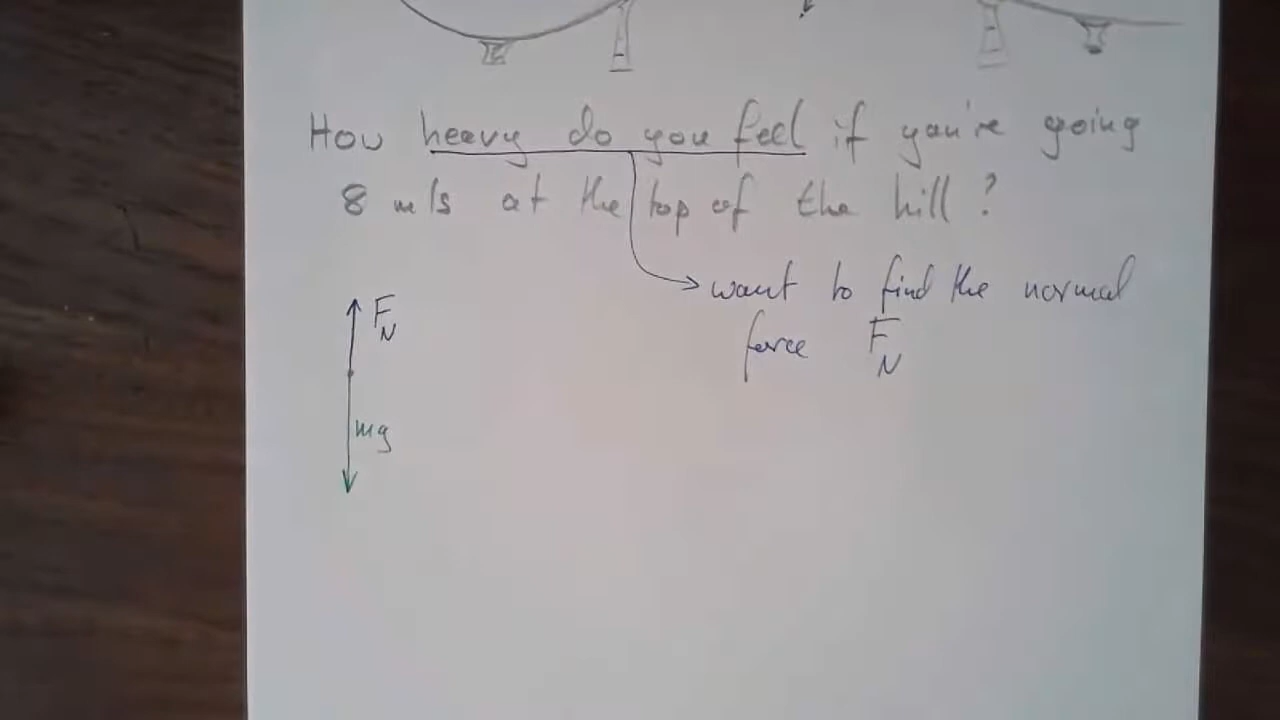 How heavy do you feel if you're going
8 m/s at the top of the hill?
want to find the normal
force F_N
F_N
mg